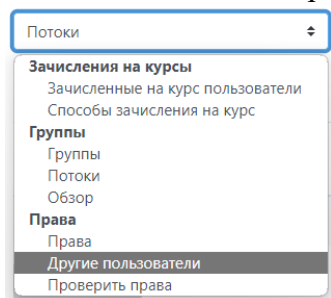 Потоки
Зачисления на курсы
Зачисленные на курс пользователи
Способы зачисления на курс
Группы
Группы
Потоки
Обзор
Права
Права
Другие пользователи
Проверить права